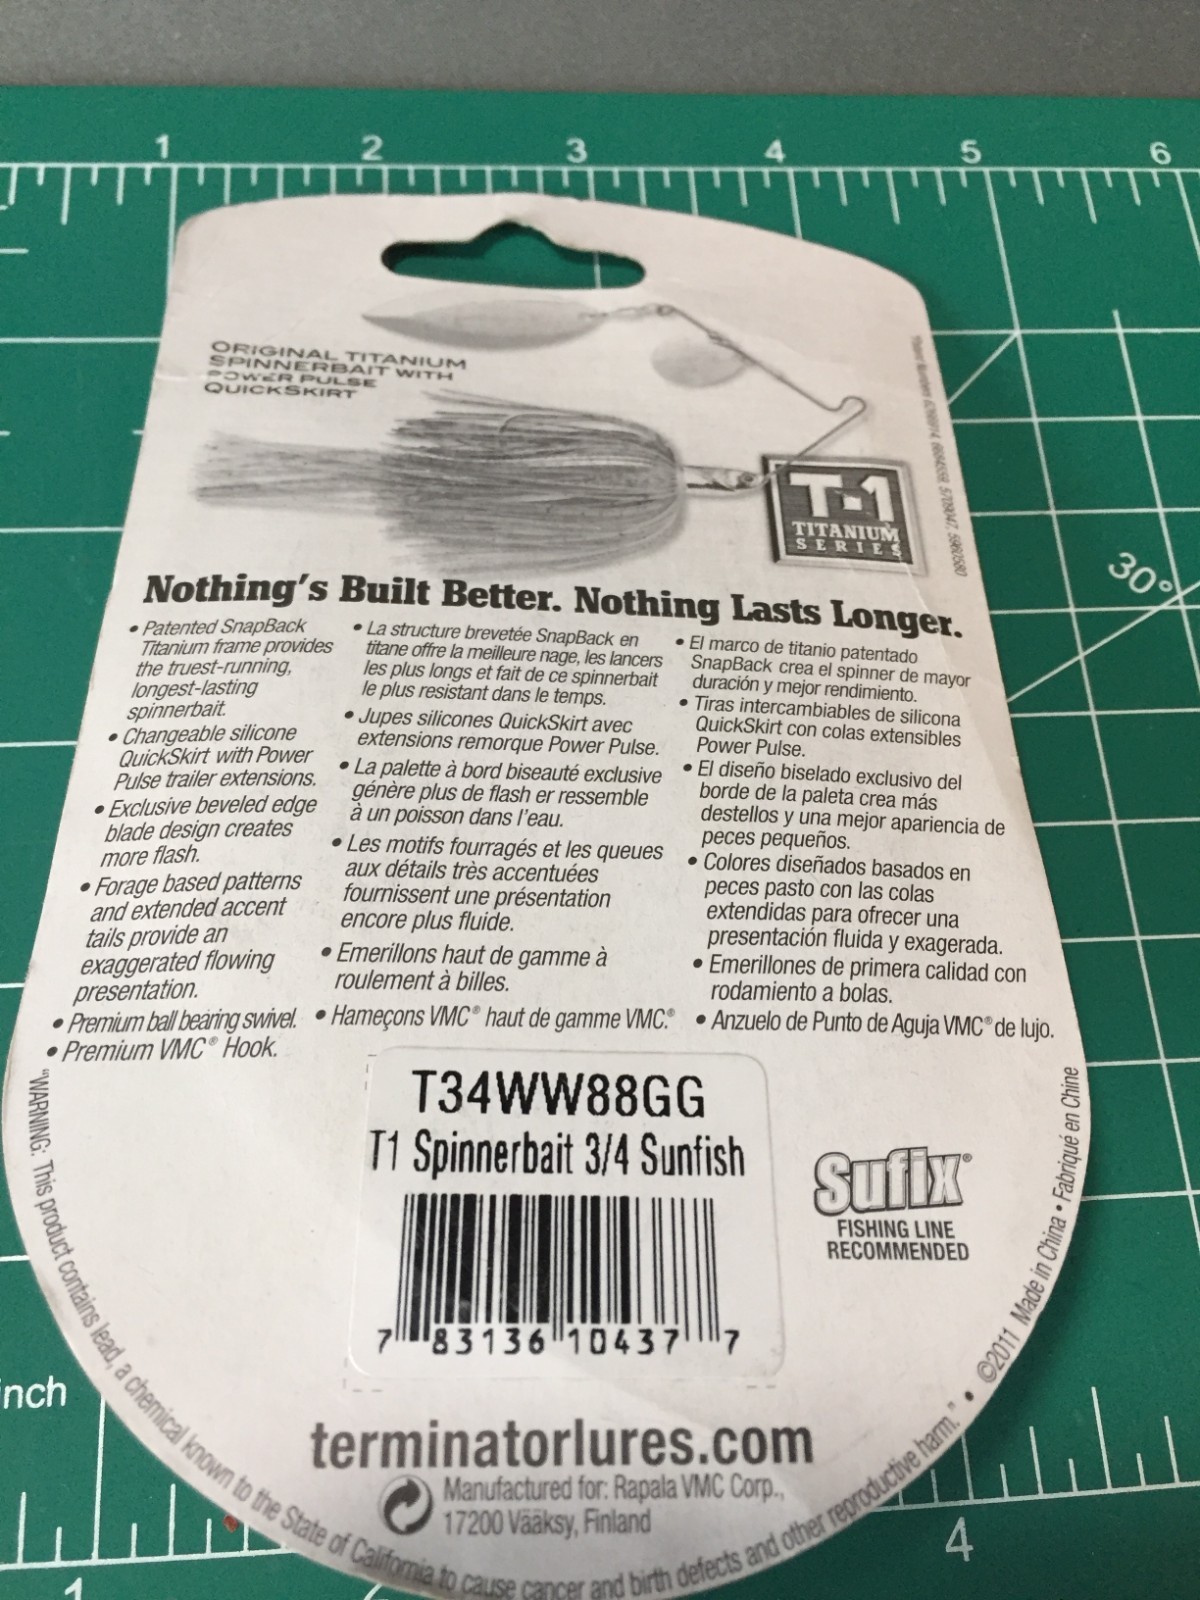 1 2 3 4 5 6
ORIGINAL TITANIUM
SPINNERBAIT WITH
POWER PULSE
QUICKSKIRT
T-1
TITANIUM
SERIES
30°
Nothing's Built Better. Nothing Lasts Longer.
• Patented SnapBack
Titanium frame provides
the truest-running,
longest-lasting
spinnerbait.
• Changeable silicone
QuickSkirt with Power
Pulse trailer extensions.
• Exclusive beveled edge
blade design creates
more flash.
• Forage based patterns
and extended accent
tails provide an
exaggerated flowing
presentation.
• Premium ball bearing swivel.
• Premium VMC® Hook.
• La structure brevetée SnapBack en
titane offre la meilleure nage, les lancers
les plus longs et fait de ce spinnerbait
le plus resistant dans le temps.
• Jupes silicones QuickSkirt avec
extensions remorque Power Pulse.
• La palette à bord biseauté exclusive
génère plus de flash er ressemble
à un poisson dans l'eau.
• Les motifs fourragés et les queues
aux détails très accentuées
fournissent une présentation
encore plus fluide.
• Emerillons haut de gamme à
roulement à billes.
• Hameçons VMC® haut de gamme VMC.®
• El marco de titanio patentado
SnapBack crea el spinner de mayor
duración y mejor rendimiento.
• Tiras intercambiables de silicona
QuickSkirt con colas extensibles
Power Pulse.
• El diseño biselado exclusivo del
borde de la paleta crea más
destellos y una mejor apariencia de
peces pequeños.
• Colores diseñados basados en
peces pasto con las colas
extendidas para ofrecer una
presentación fluida y exagerada.
• Emerillones de primera calidad con
rodamiento a bolas.
• Anzuelo de Punto de Aguja VMC® de lujo.
T34WW88GG
T1 Spinnerbait 3/4 Sunfish
7 83136 10437 7
Sufix®
FISHING LINE
RECOMMENDED
terminatorlures.com
Manufactured for: Rapala VMC Corp.,
17200 Vääksy, Finland
"WARNING: This product contains lead, a chemical known to the State of California to cause cancer and birth defects and other reproductive harm." • ©2011 Made in China • Fabriqué en Chine
inch
1
4